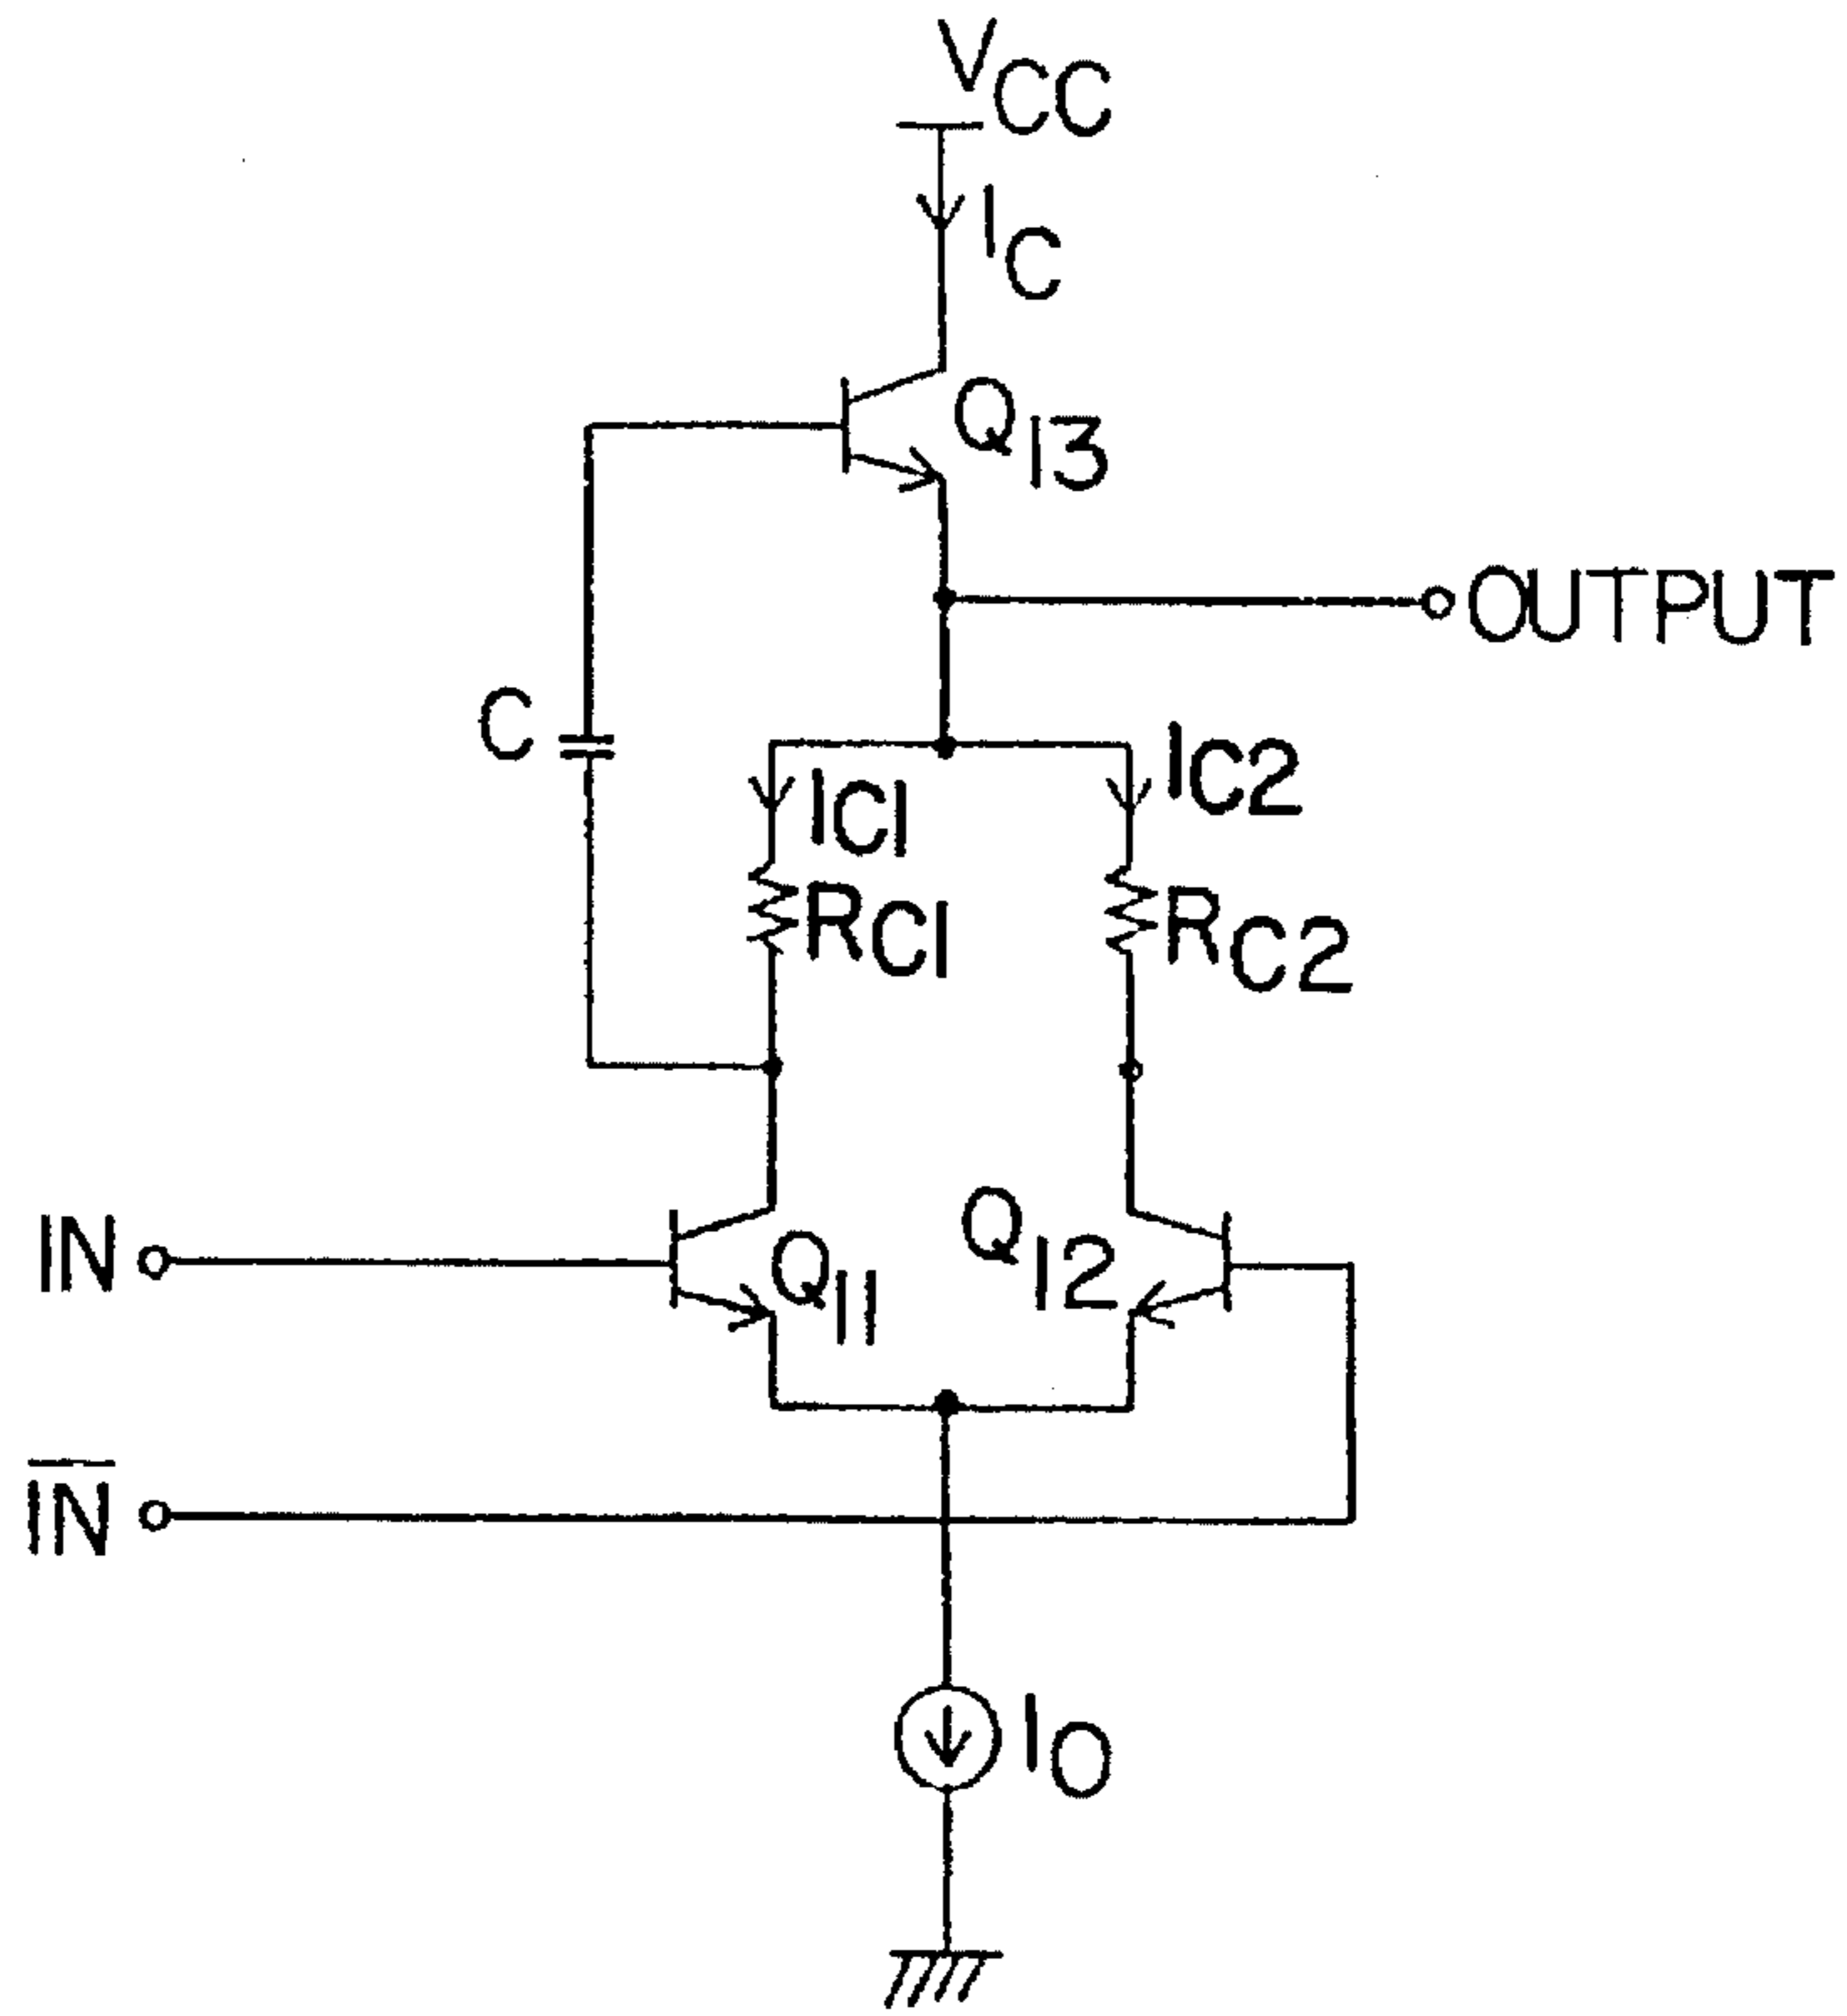 VCC
IC
Q13
OUTPUT
C
IC1
IC2
RC1
RC2
IN
Q11
Q12
IN
IO